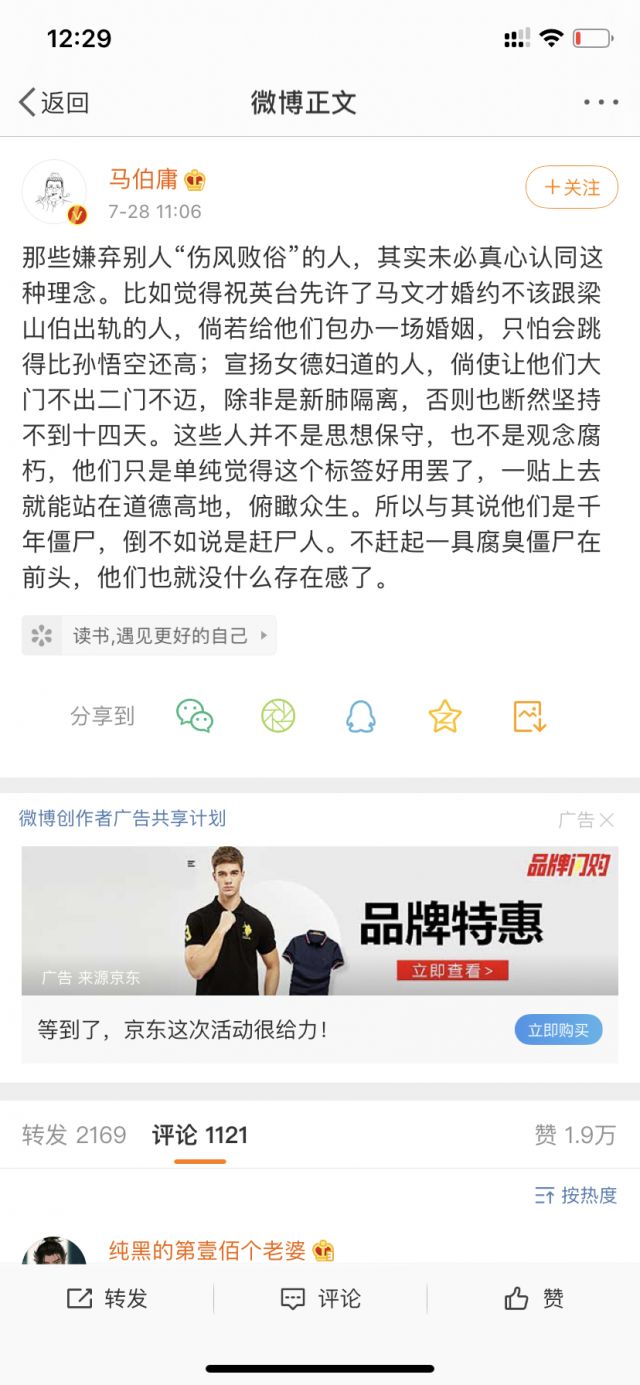 12:29
返回
微博正文
马伯庸
7-28 11:06
+关注
那些嫌弃别人“伤风败俗”的人，其实未必真心认同这
种理念。比如觉得祝英台先许了马文才婚约不该跟梁
山伯出轨的人，倘若给他们包办一场婚姻，只怕会跳
得比孙悟空还高；宣扬女德妇道的人，倘使让他们大
门不出二门不迈，除非是新肺隔离，否则也断然坚持
不到十四天。这些人并不是思想保守，也不是观念腐
朽，他们只是单纯觉得这个标签好用罢了，一贴上去
就能站在道德高地，俯瞰众生。所以与其说他们是千
年僵尸，倒不如说是赶尸人。不赶起一具腐臭僵尸在
前头，他们也就没什么存在感了。
读书,遇见更好的自己
分享到
微博创作者广告共享计划
广告
品牌闪购
品牌特惠
立即查看>
广告 来源京东
等到了，京东这次活动很给力！
立即购买
转发 2169
评论 1121
赞 1.9万
按热度
纯黑的第壹佰个老婆
转发
评论
赞